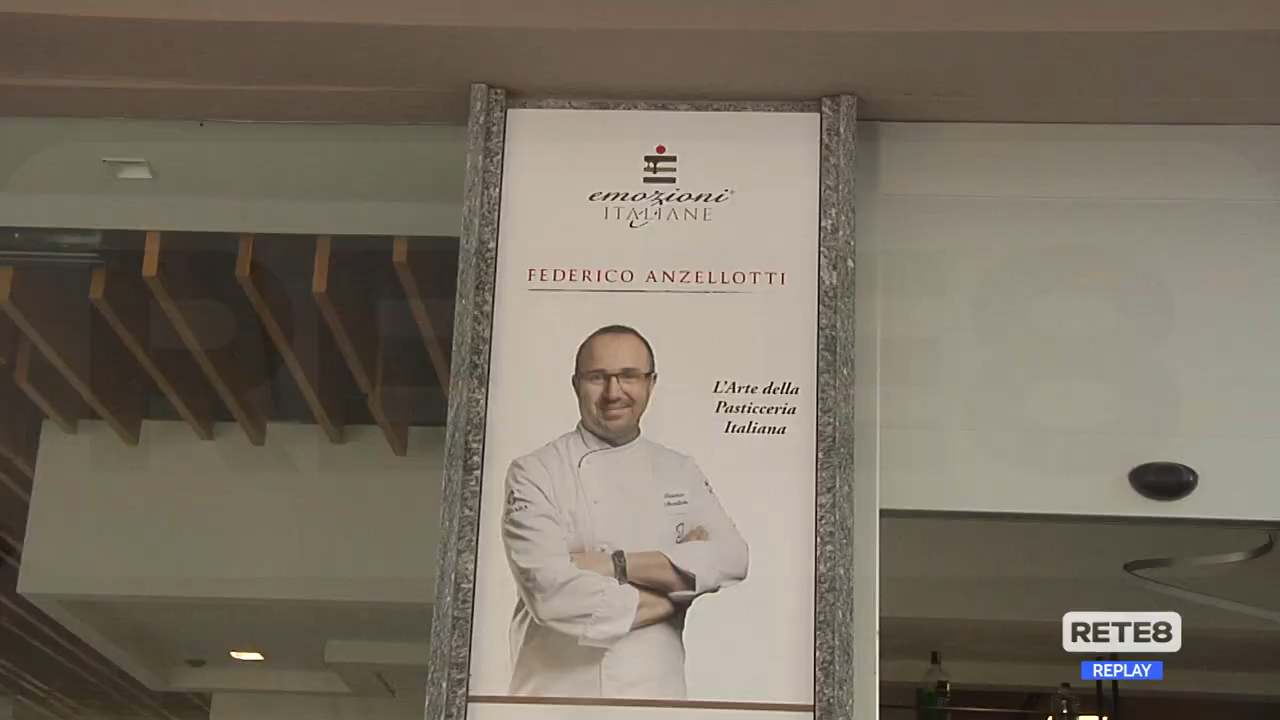 emozioni®
ITALIANE
FEDERICO ANZELLOTTI
L'Arte della
Pasticceria
Italiana
RETE8
REPLAY